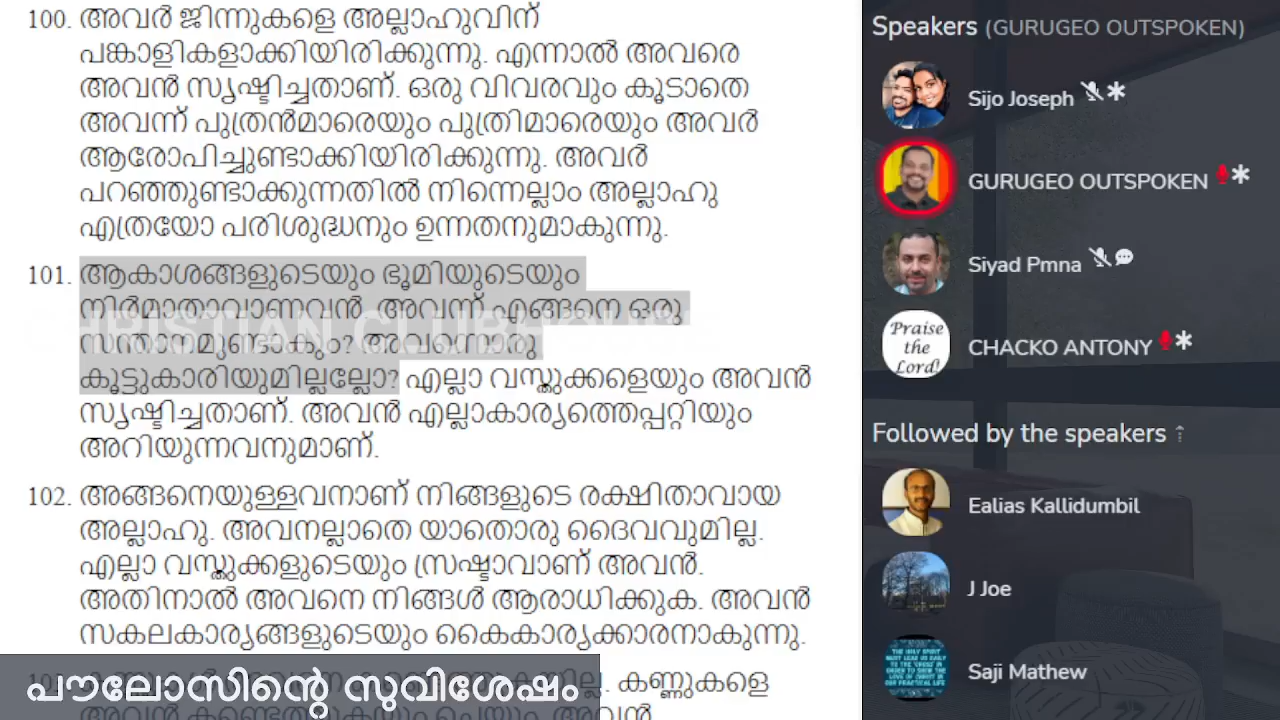 100. അവർ ജിന്നുകളെ അല്ലാഹുവിന്
പങ്കാളികളാക്കിയിരിക്കുന്നു. എന്നാൽ അവരെ
അവൻ സൃഷ്ടിച്ചതാണ്. ഒരു വിവരവും കൂടാതെ
അവന്ന് പുത്രൻമാരെയും പുത്രിമാരെയും അവർ
ആരോപിച്ചുണ്ടാക്കിയിരിക്കുന്നു. അവർ
പറഞ്ഞുണ്ടാക്കുന്നതിൽ നിന്നെല്ലാം അല്ലാഹു
എത്രയോ പരിശുദ്ധനും ഉന്നതനുമാകുന്നു.
101. ആകാശങ്ങളുടെയും ഭൂമിയുടെയും
നിർമാതാവാണവൻ. അവന്ന് എങ്ങനെ ഒരു
സന്താനമുണ്ടാകും? അവന്നൊരു
കൂട്ടുകാരിയുമില്ലല്ലോ? എല്ലാ വസ്തുക്കളെയും അവൻ
സൃഷ്ടിച്ചതാണ്. അവൻ എല്ലാകാര്യത്തെപ്പറ്റിയും
അറിയുന്നവനുമാണ്.
102. അങ്ങനെയുള്ളവനാണ് നിങ്ങളുടെ രക്ഷിതാവായ
അല്ലാഹു. അവനല്ലാതെ യാതൊരു ദൈവവുമില്ല.
എല്ലാ വസ്തുക്കളുടെയും സ്രഷ്ടാവാണ് അവൻ.
അതിനാൽ അവനെ നിങ്ങൾ ആരാധിക്കുക. അവൻ
സകലകാര്യങ്ങളുടെയും കൈകാര്യക്കാരനാകുന്നു.
കണ്ണുകളെ
CHRISTIAN CLUBHOUSE
പൗലോസിന്റെ സുവിശേഷം
Speakers (GURUGEO OUTSPOKEN)
Sijo Joseph
GURUGEO OUTSPOKEN
Siyad Pmna
Praise
the
Lord!
CHACKO ANTONY
Followed by the speakers
Ealias Kallidumbil
J Joe
Saji Mathew